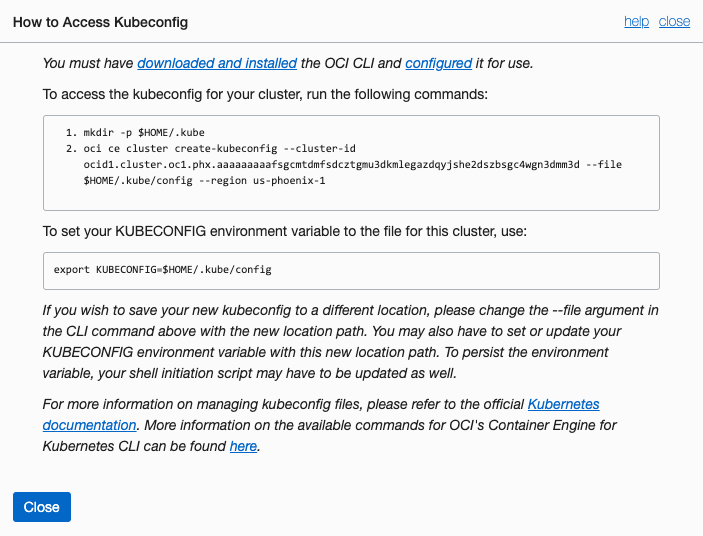 How to Access Kubeconfig
help close
You must have downloaded and installed the OCI CLI and configured it for use.
To access the kubeconfig for your cluster, run the following commands:
1. mkdir -p $HOME/.kube
2. oci ce cluster create-kubeconfig --cluster-id
ocid1.cluster.oc1.phx.aaaaaaaaafsgcmtdmfsdcztgmu3dkmlegazdqyjshe2dszbsgc4wgn3dmm3d --file
$HOME/.kube/config --region us-phoenix-1
To set your KUBECONFIG environment variable to the file for this cluster, use:
export KUBECONFIG=$HOME/.kube/config
If you wish to save your new kubeconfig to a different location, please change the --file argument in
the CLI command above with the new location path. You may also have to set or update your
KUBECONFIG environment variable with this new location path. To persist the environment
variable, your shell initiation script may have to be updated as well.
For more information on managing kubeconfig files, please refer to the official Kubernetes
documentation. More information on the available commands for OCI's Container Engine for
Kubernetes CLI can be found here.
Close